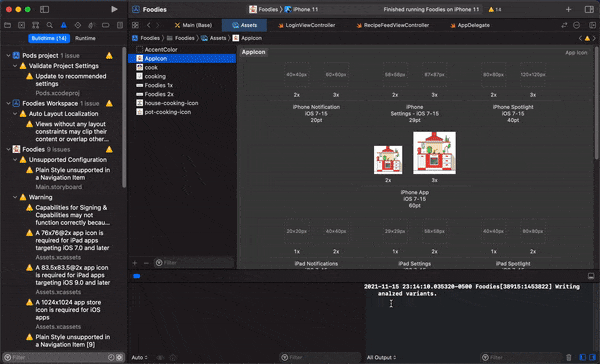 Foodies
Foodies
iPhone 11
Finished running Foodies on iPhone 11
14
Main (Base)
Assets
LoginViewController
RecipeFeedViewController
AppDelegate
Buildtime (14)
Runtime
Foodies
Foodies
Assets
AppIcon
Pods project 1 issue
Validate Project Settings
Update to recommended
settings
Pods.xcodeproj
Foodies Workspace 1 issue
Auto Layout Localization
Views without any layout
constraints may clip their
content or overlap other...
Foodies 9 issues
Unsupported Configuration
Plain Style unsupported in
a Navigation Item
Main.storyboard
Warning
Capabilities for Signing &
Capabilities may not
function correctly becau...
A 76x76@2x app icon
is required for iPad apps
targeting iOS 7.0 and later
Assets.xcassets
A 83.5x83.5@2x app icon
is required for iPad apps
targeting iOS 9.0 and later
Assets.xcassets
A 1024x1024 app store
icon is required for iOS
apps
Assets.xcassets
Plain Style unsupported in
a Navigation Item [9]
Filter
AccentColor
AppIcon
cook
cooking
Foodies 1x
Foodies 2x
house-cooking-icon
pot-cooking-icon
Filter
AppIcon
App Icon
40x40px
60x60px
58x58px
87x87px
80x80px
120x120px
2x
3x
2x
3x
2x
3x
iPhone Notification
iOS 7-15
20pt
iPhone
Settings - iOS 7-15
29pt
iPhone Spotlight
iOS 7-15
40pt
2x
3x
iPhone App
iOS 7-15
60pt
20x20px
40x40px
29x29px
58x58px
40x40px
80x80px
1x
2x
1x
2x
1x
2x
iPad Notifications
iPad Settings
iPad Spotlight
2021-11-15 23:14:10.035320-0500 Foodies[38915:1453822] Writing
analzed variants.
Auto
Filter
All Output
Filter